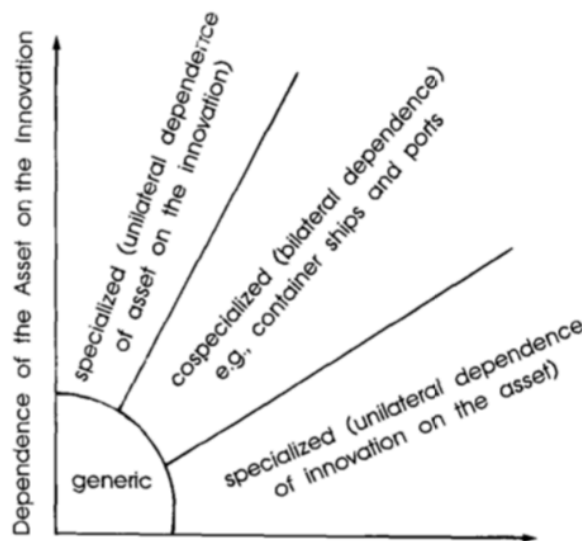 Dependence of the Asset on the Innovation
specialized (unilateral dependence
of asset on the innovation)
cospecialized (bilateral dependence)
e.g., container ships and ports
specialized (unilateral dependence
of innovation on the asset)
generic